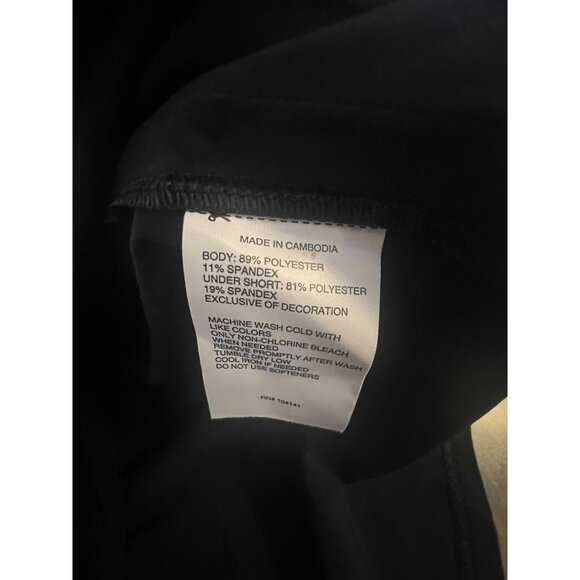 MADE IN CAMBODIA
BODY: 89% POLYESTER
11% SPANDEX
UNDER SHORT: 81% POLYESTER
19% SPANDEX
EXCLUSIVE OF DECORATION
MACHINE WASH COLD WITH
LIKE COLORS
ONLY NON-CHLORINE BLEACH
WHEN NEEDED
REMOVE PROMPTLY AFTER WASH
TUMBLE DRY LOW
COOL IRON IF NEEDED
DO NOT USE SOFTENERS
RN# 104141